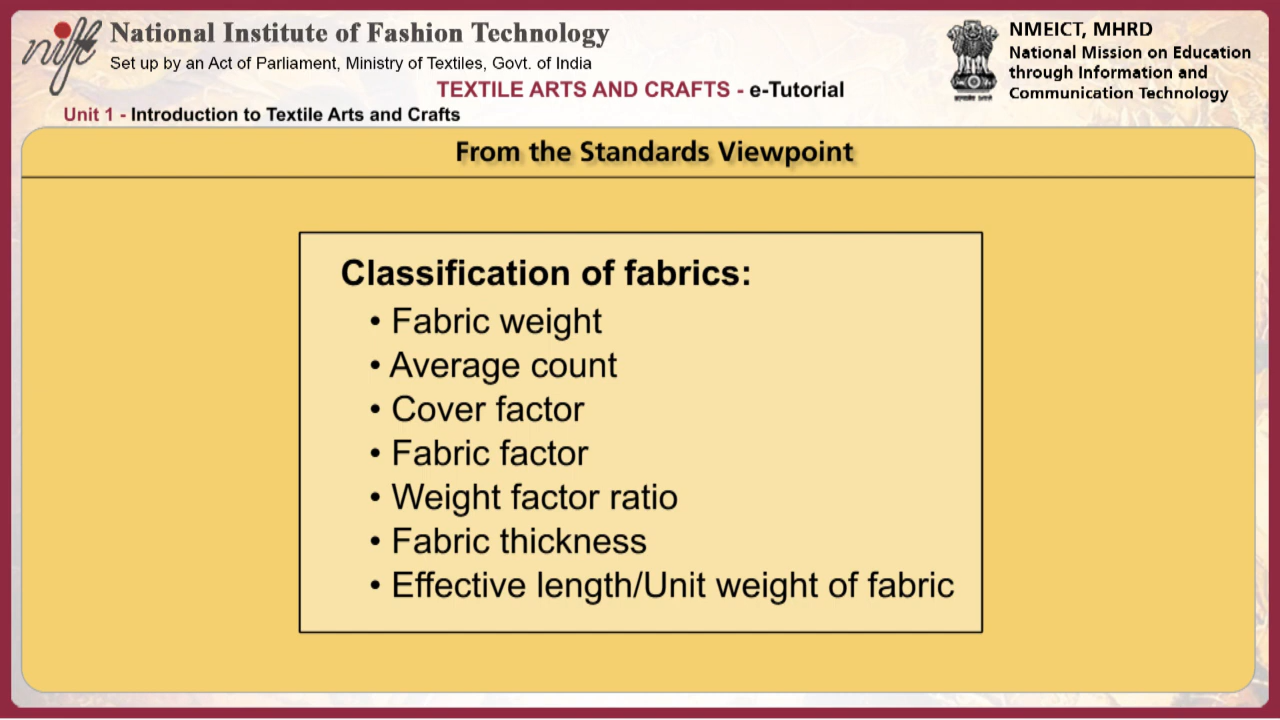 nift
National Institute of Fashion Technology
Set up by an Act of Parliament, Ministry of Textiles, Govt. of India
NMEICT, MHRD
National Mission on Education
through Information and
Communication Technology
TEXTILE ARTS AND CRAFTS - e-Tutorial
Unit 1 - Introduction to Textile Arts and Crafts
From the Standards Viewpoint
Classification of fabrics:
• Fabric weight
• Average count
• Cover factor
• Fabric factor
• Weight factor ratio
• Fabric thickness
• Effective length/Unit weight of fabric